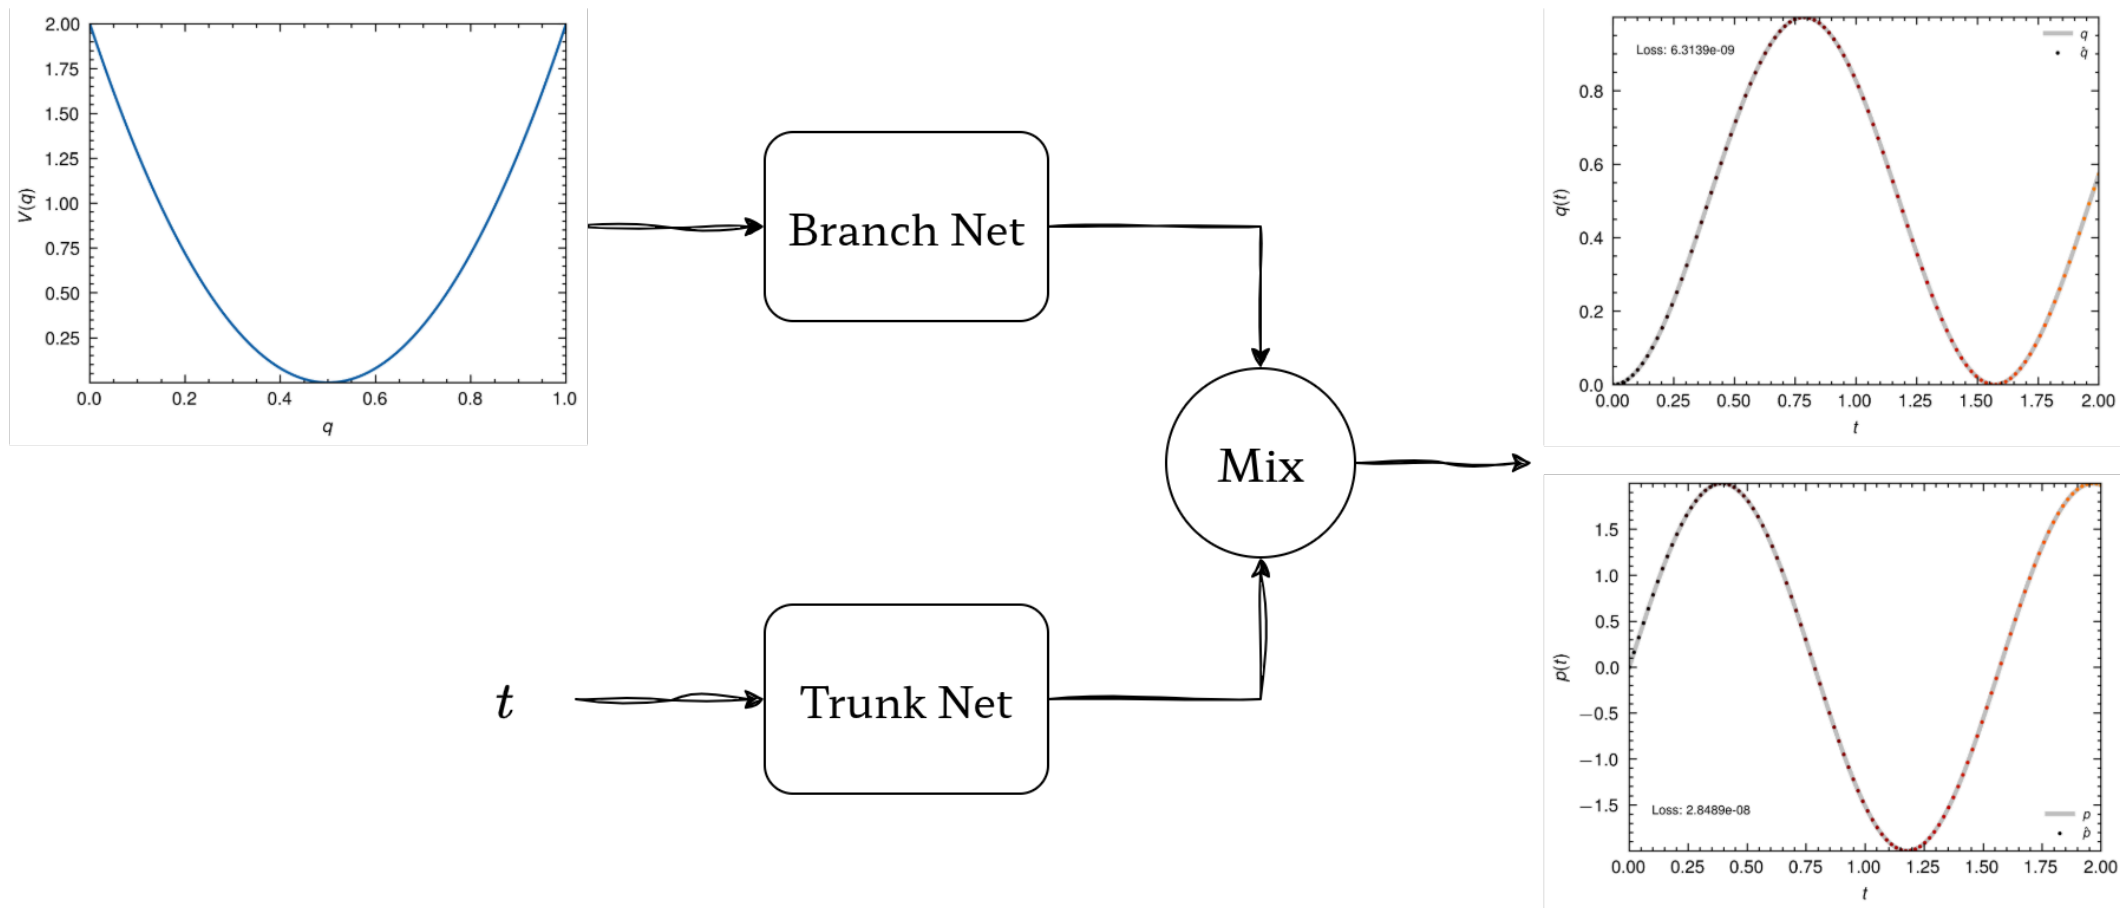 2.00
1.75
1.50
1.25
1.00
0.75
0.50
0.25
V(q)
0.0 0.2 0.4 0.6 0.8 1.0
q
Branch Net
t
Trunk Net
Mix
Loss: 6.3139e-09
q
q̂
0.8
0.6
0.4
0.2
0.0
q(t)
0.00 0.25 0.50 0.75 1.00 1.25 1.50 1.75 2.00
t
1.5
1.0
0.5
0.0
−0.5
−1.0
−1.5
p(t)
Loss: 2.8489e-08
p
p̂
0.00 0.25 0.50 0.75 1.00 1.25 1.50 1.75 2.00
t